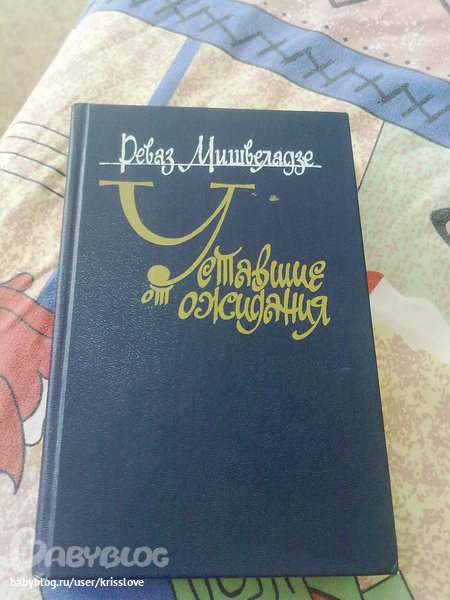 Реваз Мишвеладзе
Уставшие
от ожидания
BABYBLOG
babyblog.ru/user/krisslove